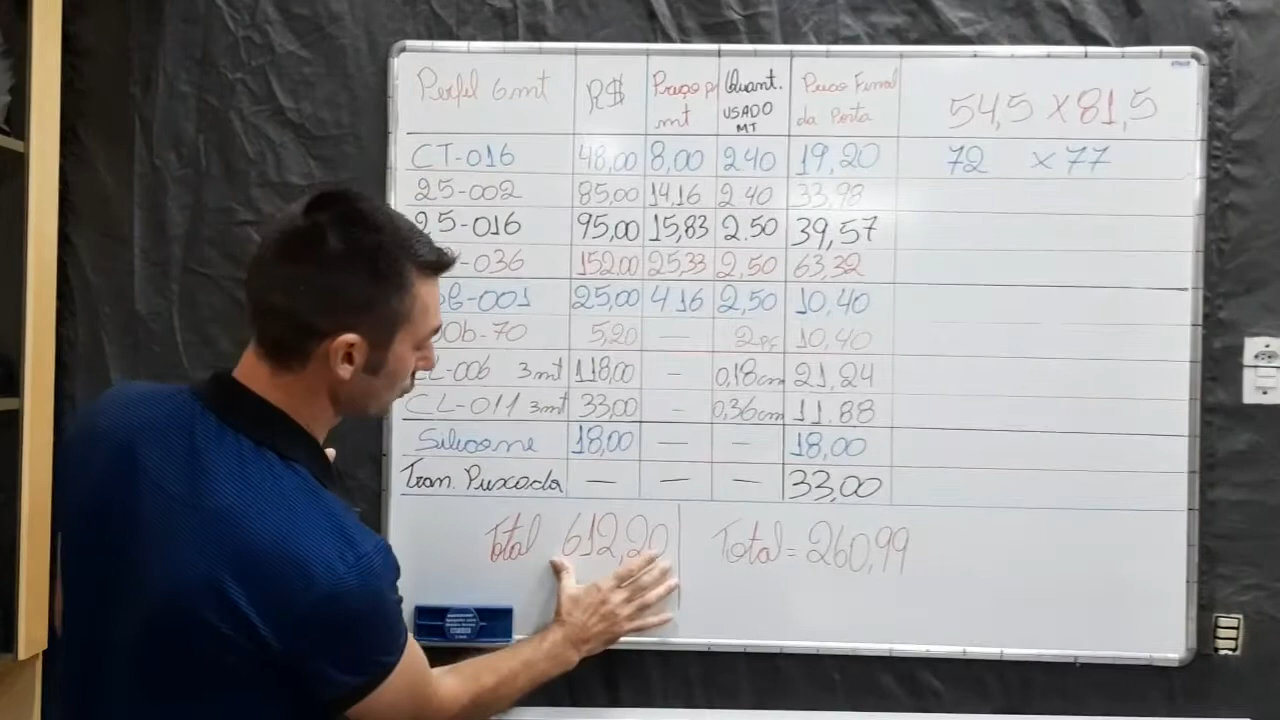 Perfil 6mt R$ Preço p/ mt Quant. USADO MT Preco Final da Porta 54,5 x 81,5
CT-016 48,00 8,00 2 40 19,20 72 x 77
25-002 85,00 14,16 2 40 33,98
25-016 95,00 15,83 2.50 39,57
-036 152,00 25,33 2,50 63,32
-001 25,00 4 16 2,50 10,40
-70 5,20 — 2 10,40
-006 3mt 118,00 - 0,18cm 21,24
CL-011 3mt 33,00 - 0,36cm 11.88
Silicone 18,00 — — 18,00
Tran. Puxada — — — 33,00
Total 612,20 Total = 260,99